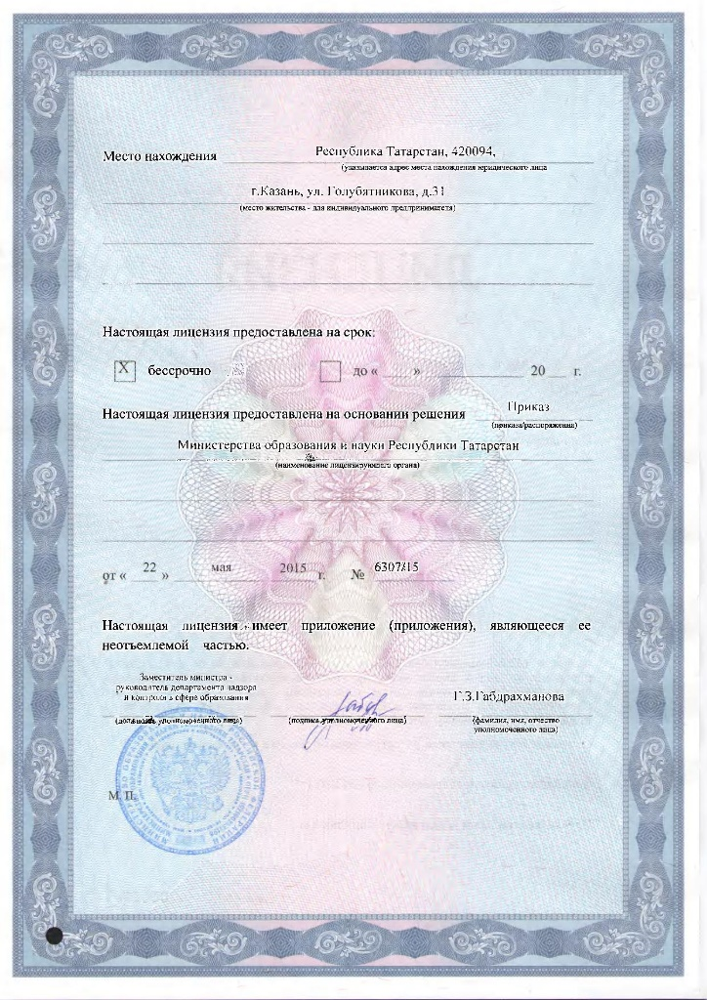 Место нахождения Республика Татарстан, 420094,
(указывается адрес места нахождения юридического лица
г.Казань, ул. Голубятникова, д.31
(место жительства - для индивидуального предпринимателя)
Настоящая лицензия предоставлена на срок:
X бессрочно до « » 20 г.
Настоящая лицензия предоставлена на основании решения Приказ
(приказа/распоряжения)
Министерства образования и науки Республики Татарстан
(наименование лицензирующего органа)
от « 22 » мая 2015 г. № 6307/15
Настоящая лицензия имеет приложение (приложения), являющееся ее
неотъемлемой частью.
Заместитель министра -
руководитель департамента надзора
и контроля в сфере образования
Г.З.Габдрахманова
(должность уполномоченного лица) (подпись уполномоченного лица) (фамилия, имя, отчество
уполномоченного лица)
М. П.